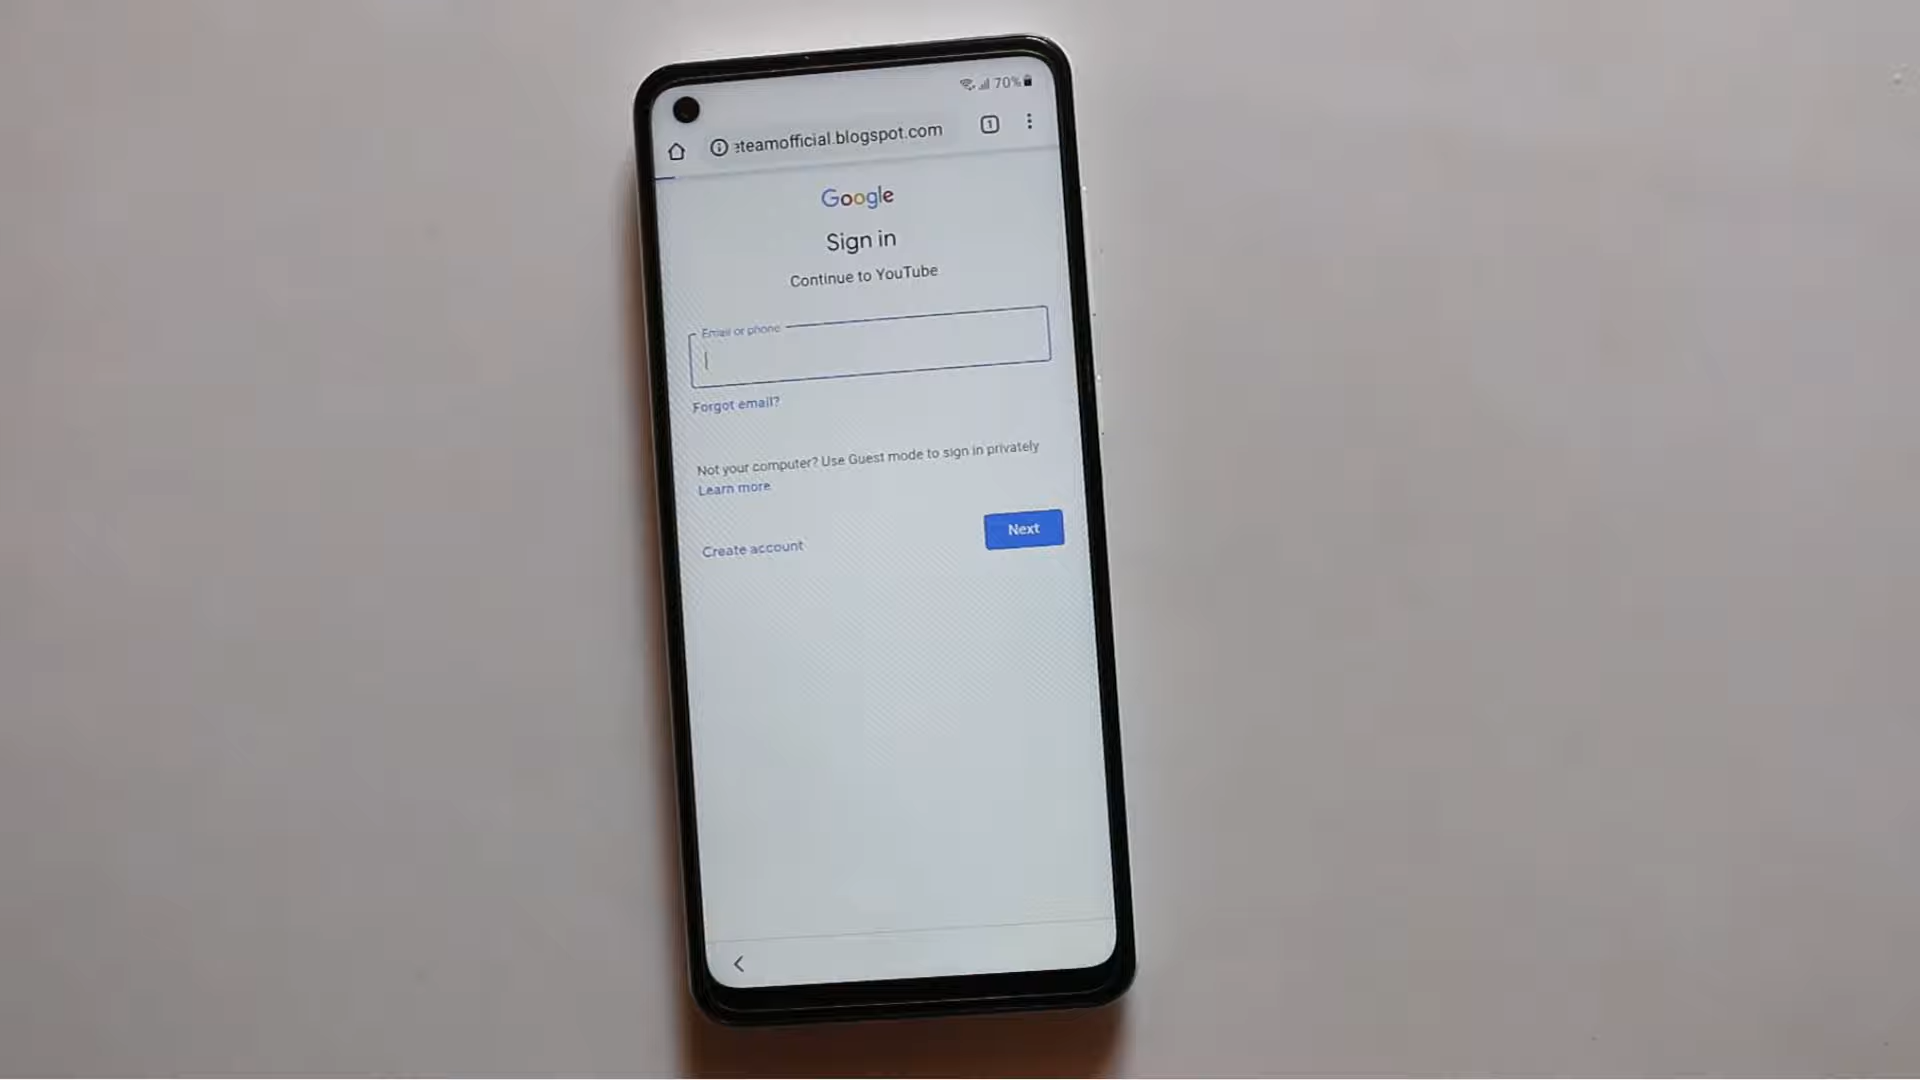 70%
teamofficial.blogspot.com
1
Google
Sign in
Continue to YouTube
Email or phone
Forgot email?
Not your computer? Use Guest mode to sign in privately
Learn more
Next
Create account